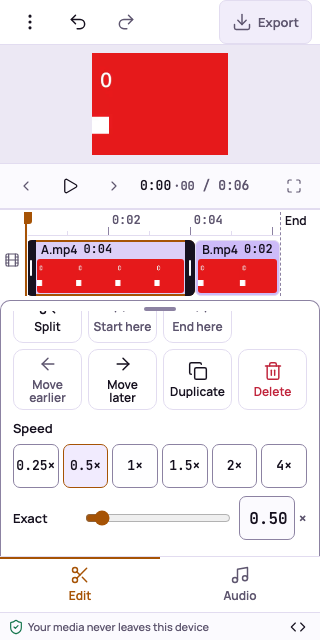 Export
0
0:00·00 / 0:06
0:02 0:04 End
A.mp4 0:04 B.mp4 0:02
Split Start here End here
Move earlier Move later Duplicate Delete
Speed
0.25× 0.5× 1× 1.5× 2× 4×
Exact 0.50 ×
Edit Audio
Your media never leaves this device